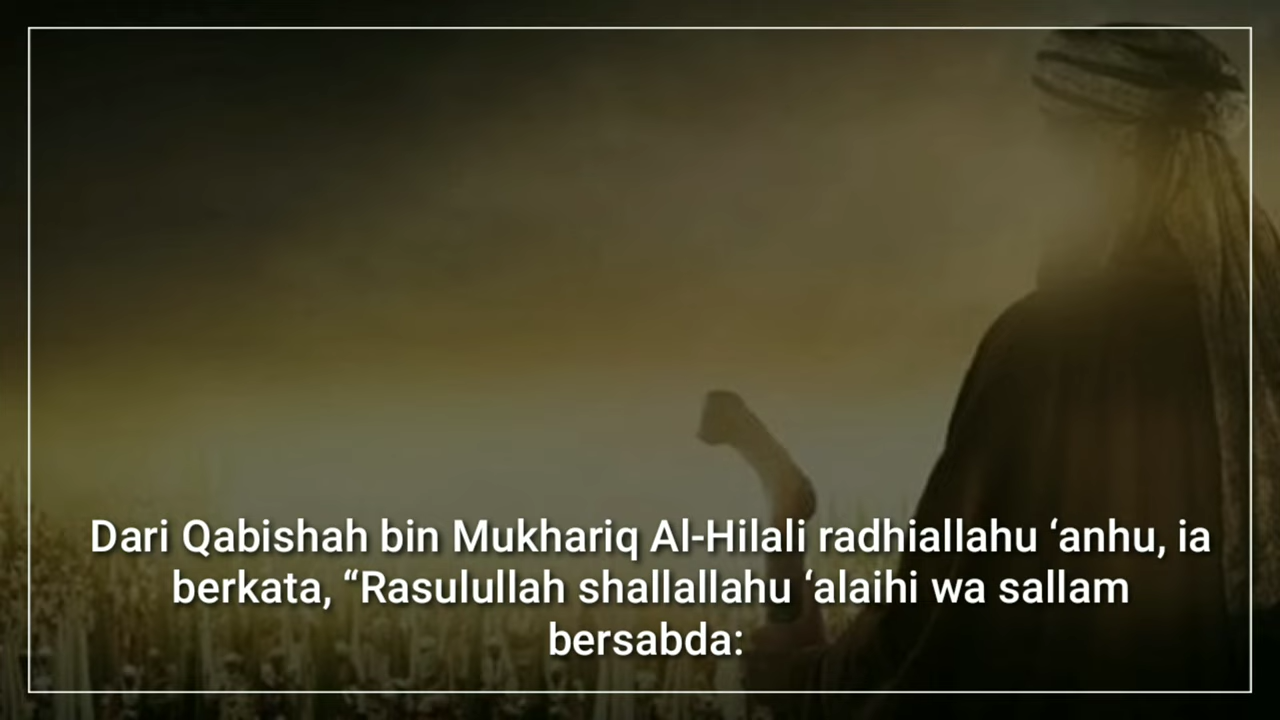 Dari Qabishah bin Mukhariq Al-Hilali radhiallahu ‘anhu, ia
berkata, “Rasulullah shallallahu ‘alaihi wa sallam
bersabda: